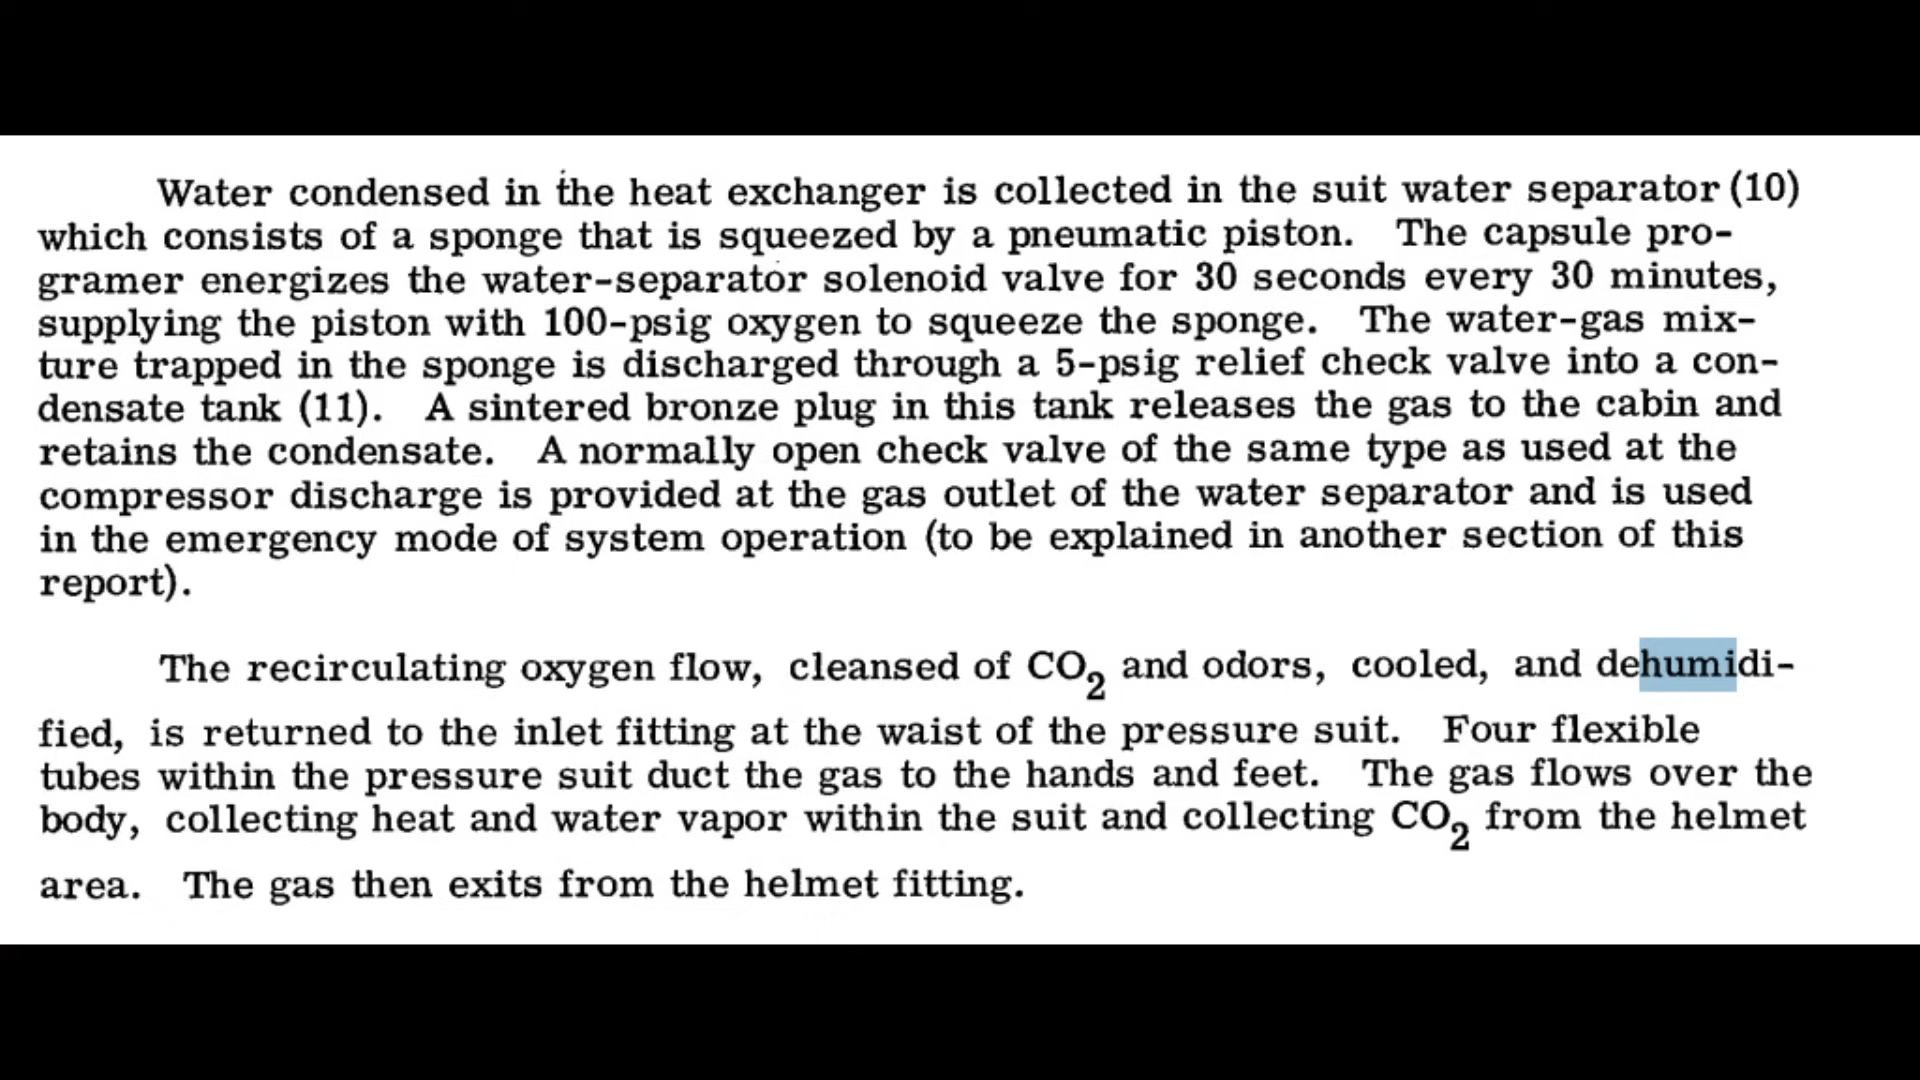 Water condensed in the heat exchanger is collected in the suit water separator (10)
which consists of a sponge that is squeezed by a pneumatic piston. The capsule pro-
gramer energizes the water-separator solenoid valve for 30 seconds every 30 minutes,
supplying the piston with 100-psig oxygen to squeeze the sponge. The water-gas mix-
ture trapped in the sponge is discharged through a 5-psig relief check valve into a con-
densate tank (11). A sintered bronze plug in this tank releases the gas to the cabin and
retains the condensate. A normally open check valve of the same type as used at the
compressor discharge is provided at the gas outlet of the water separator and is used
in the emergency mode of system operation (to be explained in another section of this
report).
The recirculating oxygen flow, cleansed of CO₂ and odors, cooled, and dehumidi-
fied, is returned to the inlet fitting at the waist of the pressure suit. Four flexible
tubes within the pressure suit duct the gas to the hands and feet. The gas flows over the
body, collecting heat and water vapor within the suit and collecting CO₂ from the helmet
area. The gas then exits from the helmet fitting.